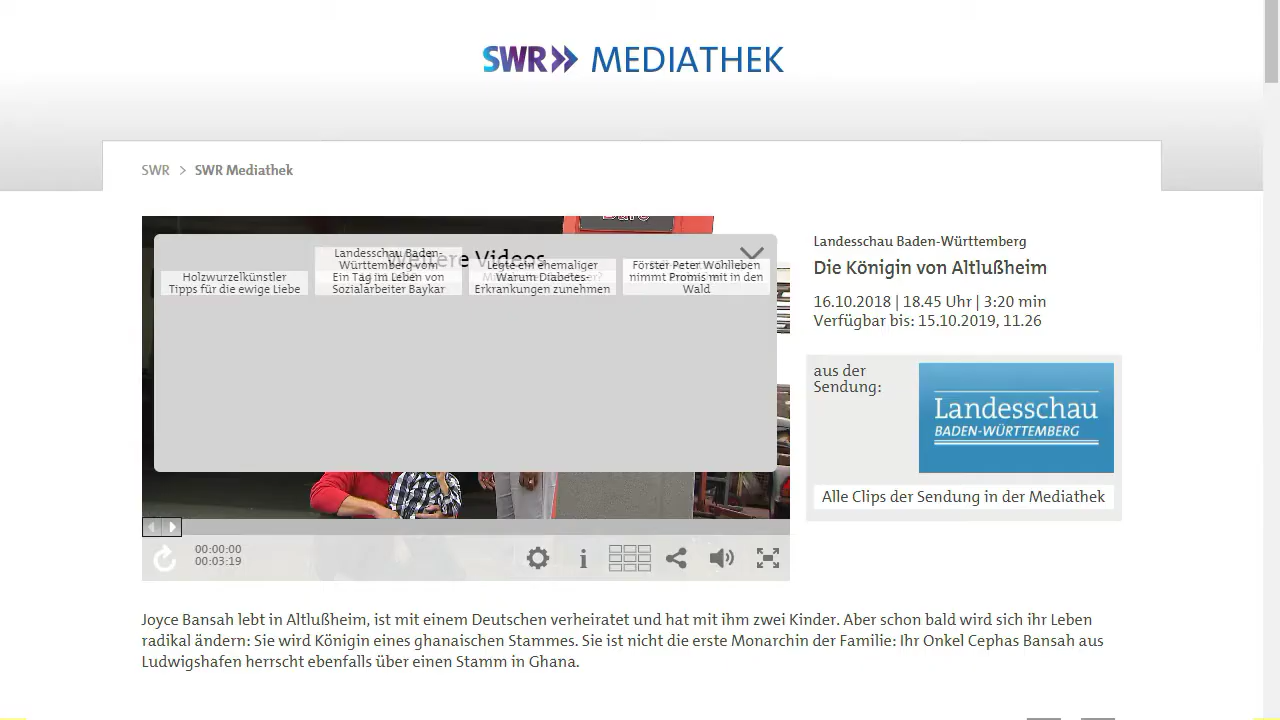 SWR» MEDIATHEK
SWR > SWR Mediathek
Weitere Videos
Holzwurzelkünstler
Tipps für die ewige Liebe
Landesschau Baden-
Württemberg vom
Ein Tag im Leben von
Sozialarbeiter Baykar
Legte ein ehemaliger
Warum Diabetes-
Erkrankungen zunehmen
Förster Peter Wohlleben
nimmt Promis mit in den
Wald
00:00:00
00:03:19
Landesschau Baden-Württemberg
Die Königin von Altlußheim
16.10.2018 | 18.45 Uhr | 3:20 min
Verfügbar bis: 15.10.2019, 11.26
aus der
Sendung:
Landesschau
BADEN-WÜRTTEMBERG
Alle Clips der Sendung in der Mediathek
Joyce Bansah lebt in Altlußheim, ist mit einem Deutschen verheiratet und hat mit ihm zwei Kinder. Aber schon bald wird sich ihr Leben
radikal ändern: Sie wird Königin eines ghanaischen Stammes. Sie ist nicht die erste Monarchin der Familie: Ihr Onkel Cephas Bansah aus
Ludwigshafen herrscht ebenfalls über einen Stamm in Ghana.